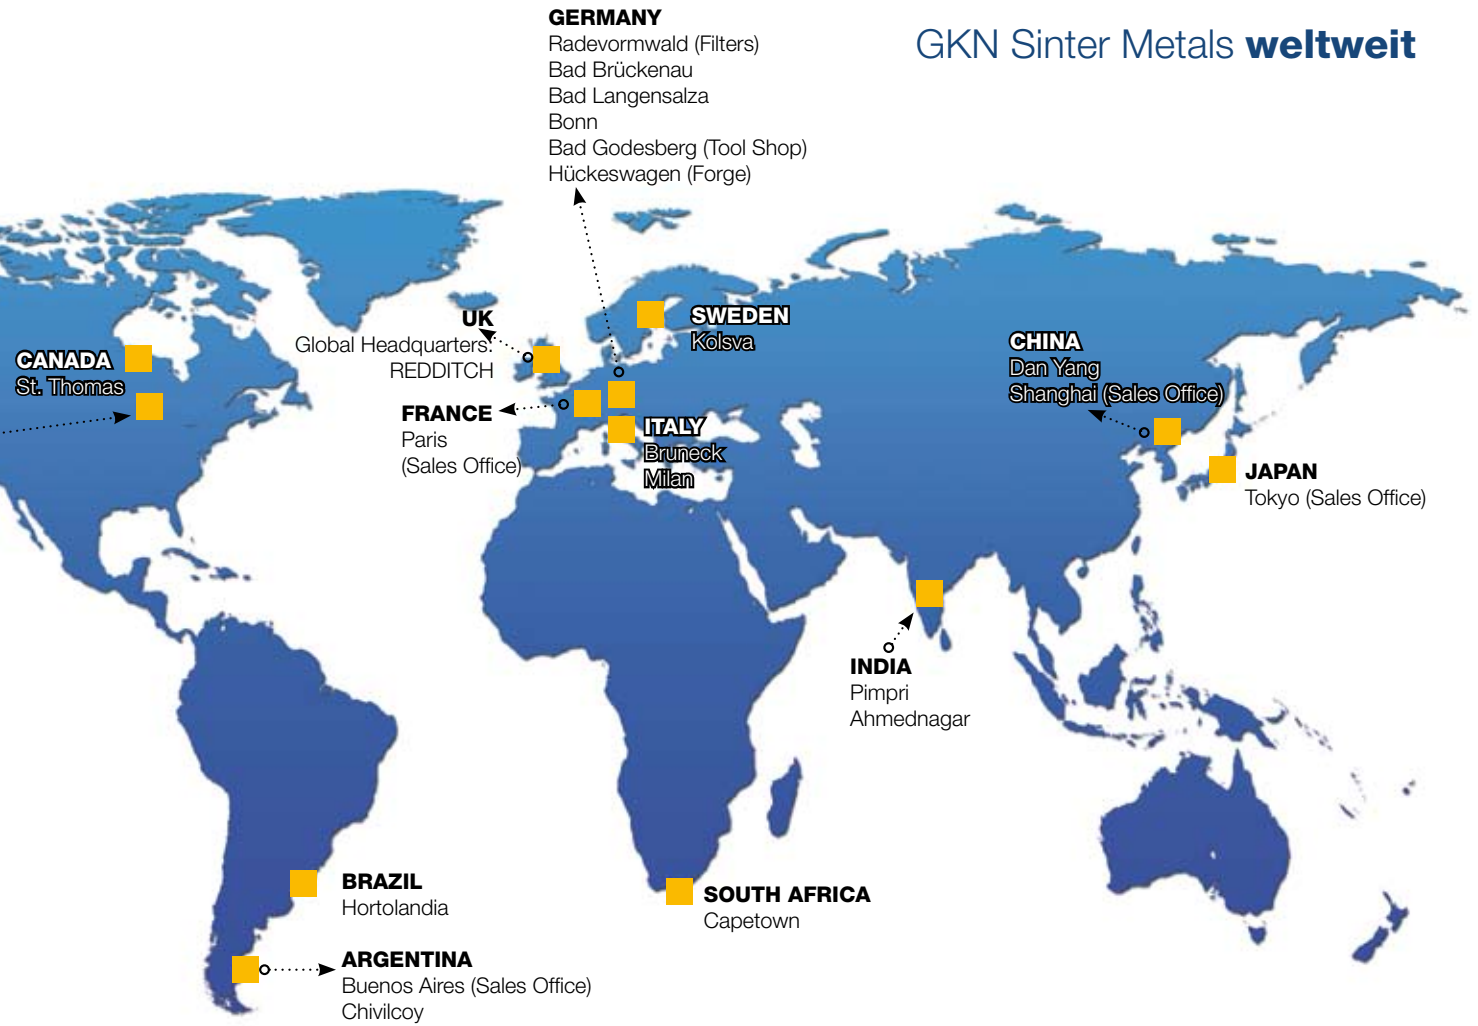 GKN Sinter Metals weltweit
GERMANY
Radevormwald (Filters)
Bad Brückenau
Bad Langensalza
Bonn
Bad Godesberg (Tool Shop)
Hückeswagen (Forge)
SWEDEN
Kolsva
UK
Global Headquarters:
REDDITCH
CANADA
St. Thomas
FRANCE
Paris
(Sales Office)
ITALY
Bruneck
Milan
CHINA
Dan Yang
Shanghai (Sales Office)
JAPAN
Tokyo (Sales Office)
INDIA
Pimpri
Ahmednagar
BRAZIL
Hortolandia
SOUTH AFRICA
Capetown
ARGENTINA
Buenos Aires (Sales Office)
Chivilcoy